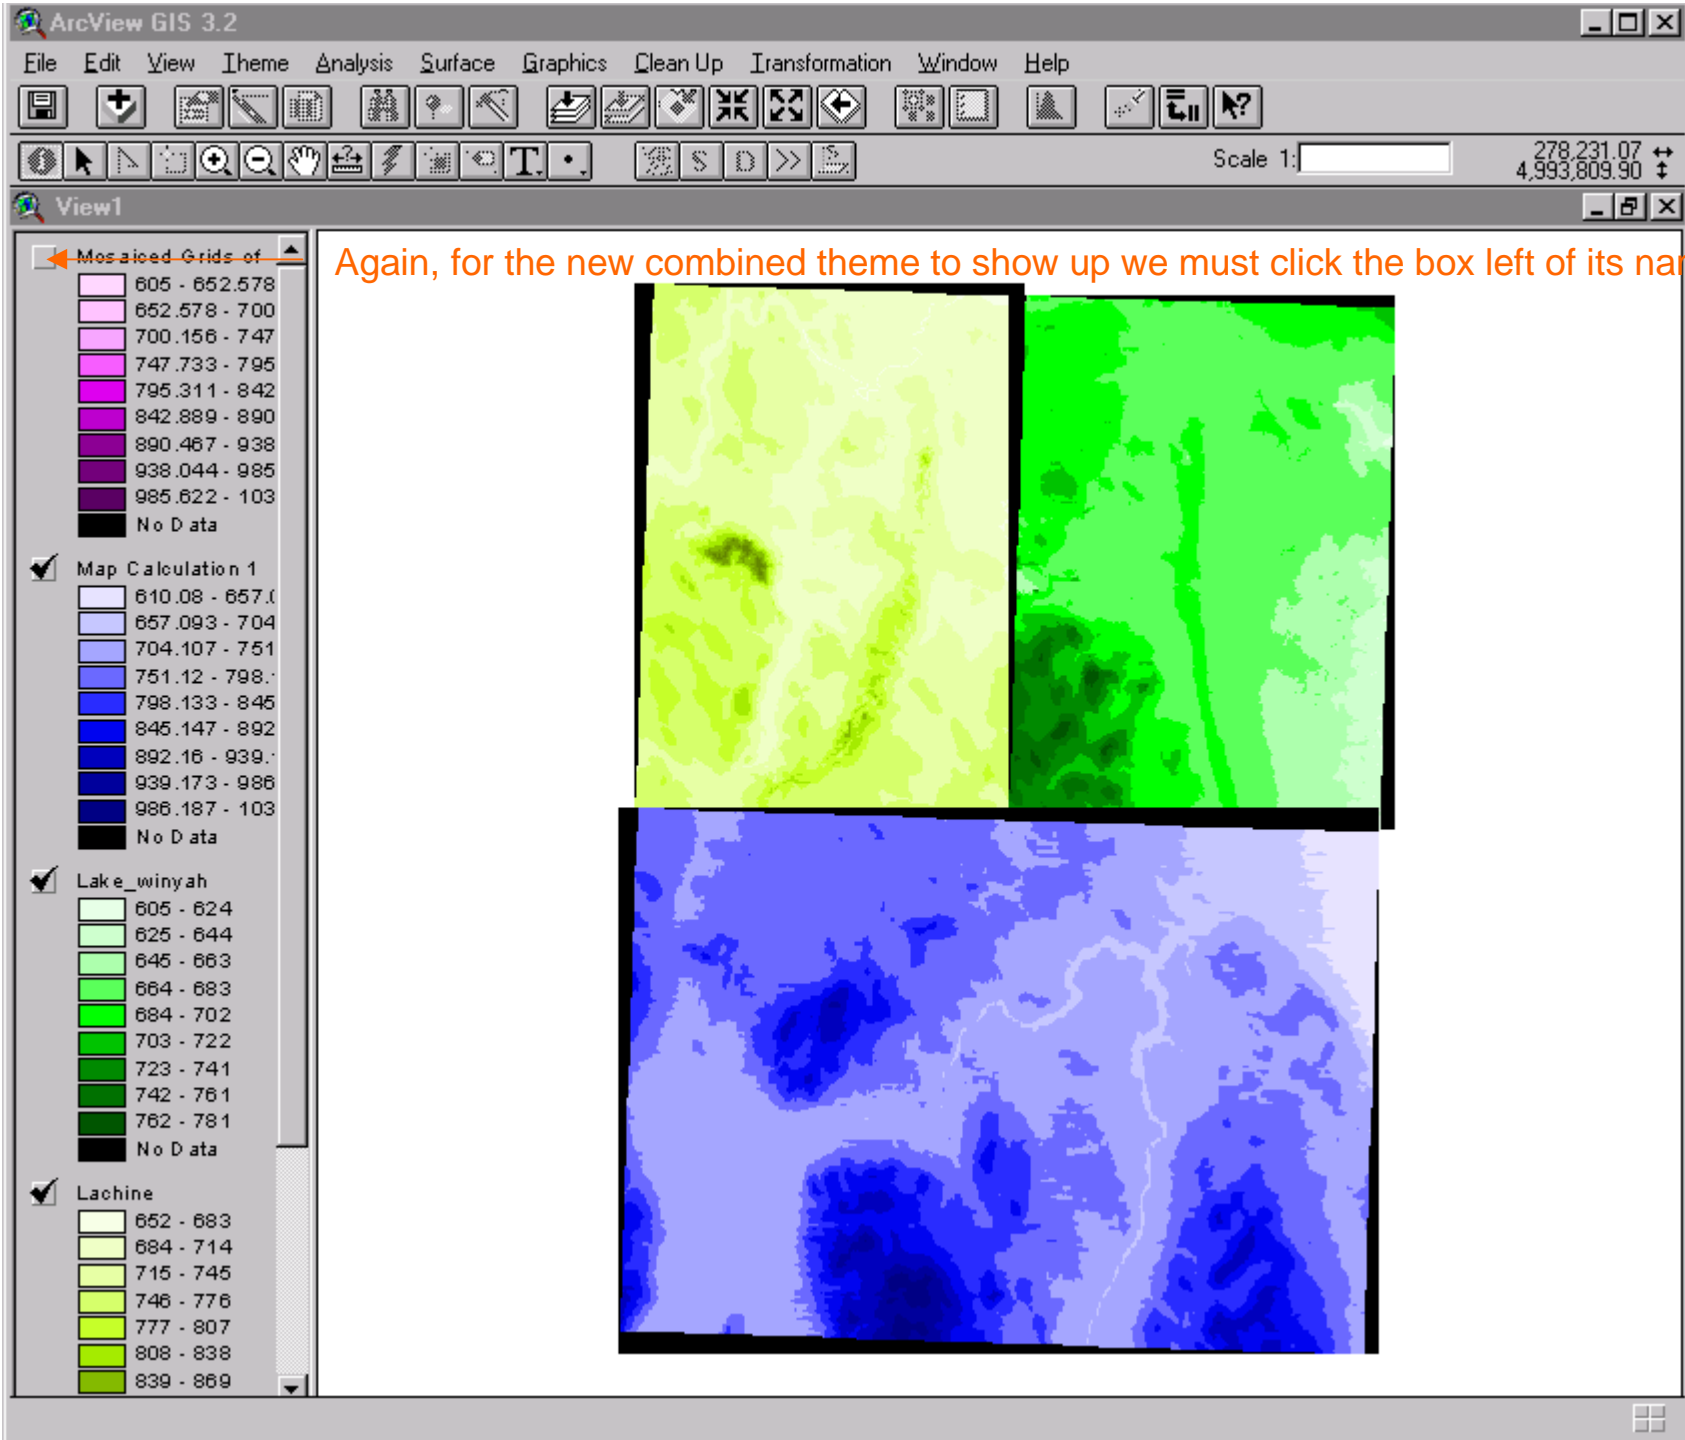 ArcView GIS 3.2
File Edit View Theme Analysis Surface Graphics Clean Up Transformation Window Help
T S D >> Scale 1: 278,231.07
4,993,809.90
View1
Mosaiced Grids of
605 - 652.578
652.578 - 700
700.156 - 747
747.733 - 795
795.311 - 842
842.889 - 890
890.467 - 938
938.044 - 985
985.622 - 103
No Data
Map Calculation 1
610.08 - 657.0
657.093 - 704
704.107 - 751
751.12 - 798.
798.133 - 845
845.147 - 892
892.16 - 939.
939.173 - 986
986.187 - 103
No Data
Lake_winyah
605 - 624
625 - 644
645 - 663
664 - 683
684 - 702
703 - 722
723 - 741
742 - 761
762 - 781
No Data
Lachine
652 - 683
684 - 714
715 - 745
746 - 776
777 - 807
808 - 838
839 - 869
Again, for the new combined theme to show up we must click the box left of its nar